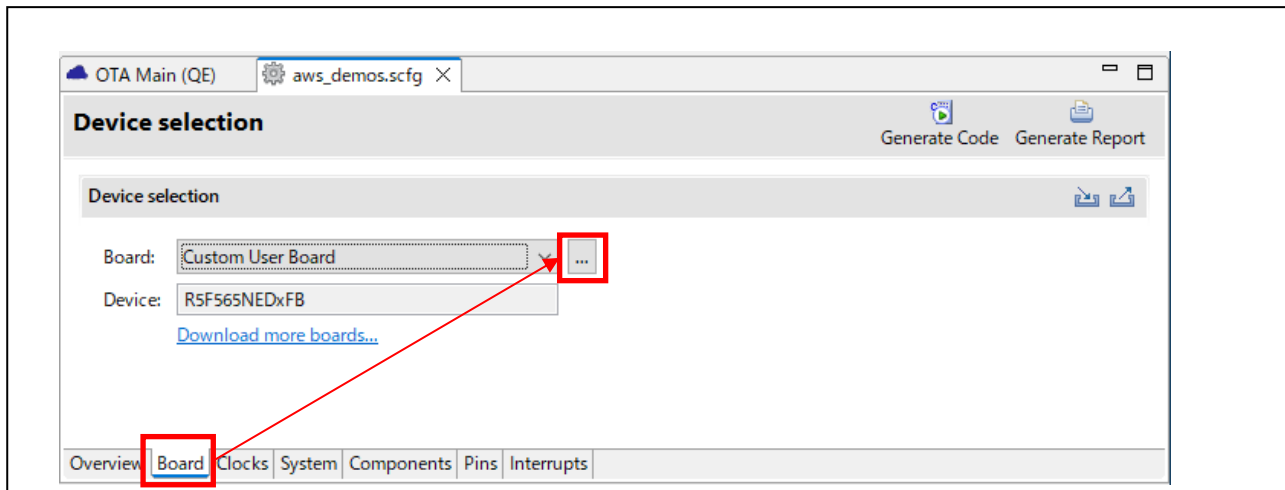 OTA Main (QE) aws_demos.scfg
Device selection
Generate Code Generate Report
Device selection
Board: Custom User Board ...
Device: R5F565NEDxFB
Download more boards...
Overview Board Clocks System Components Pins Interrupts